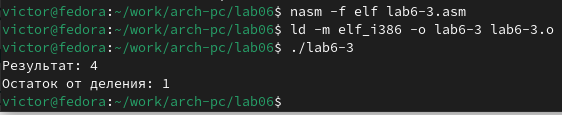 victor@fedora:~/work/arch-pc/lab06$ nasm -f elf lab6-3.asm
victor@fedora:~/work/arch-pc/lab06$ ld -m elf_i386 -o lab6-3 lab6-3.o
victor@fedora:~/work/arch-pc/lab06$ ./lab6-3
Результат: 4
Остаток от деления: 1
victor@fedora:~/work/arch-pc/lab06$